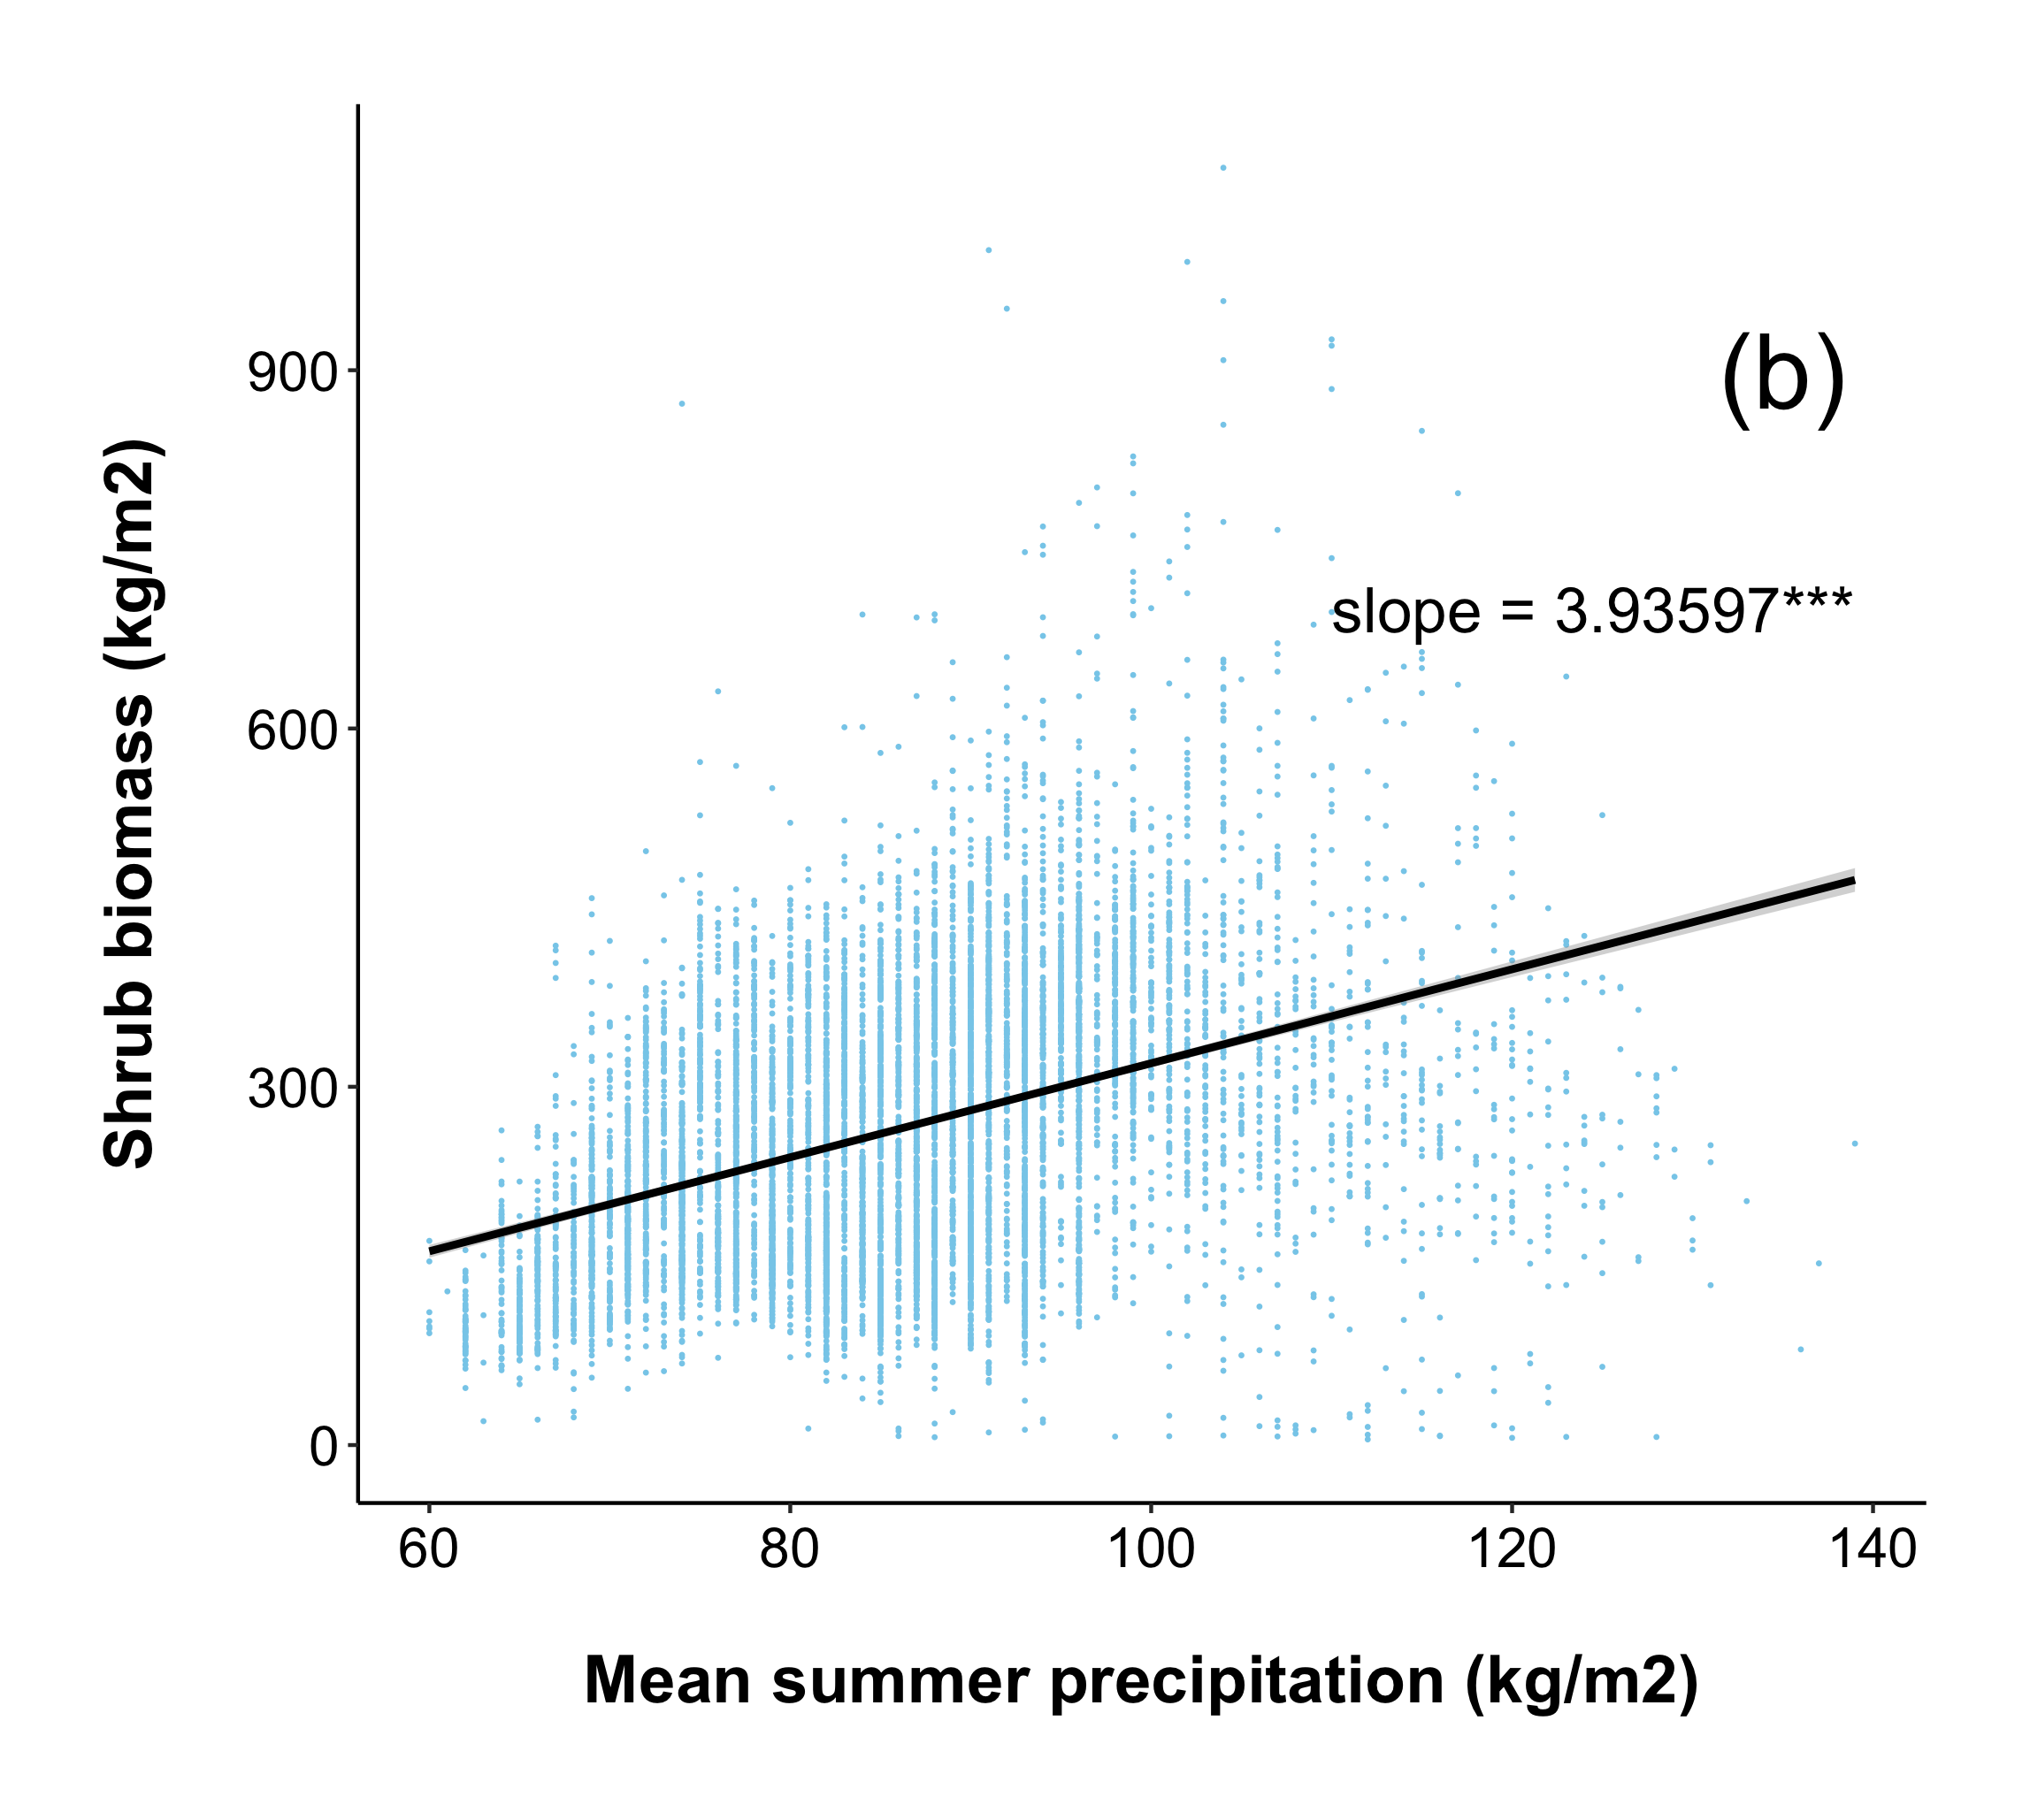 (b)
slope = 3.93597***
Shrub biomass (kg/m2)
900
600
300
0
60 80 100 120 140
Mean summer precipitation (kg/m2)